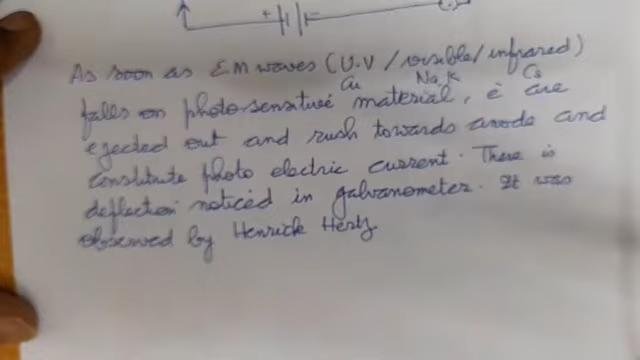 + -
As soon as E M waves (U.V / visible / infrared)
Cu Na, K Cs
falls on photosensitive material, e⁻ are
ejected out and rush towards anode and
constitute photo electric current. There is
deflection noticed in galvanometer. It was
observed by Henrick Hertz